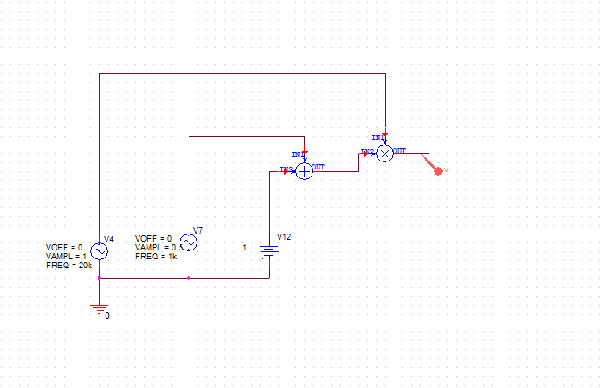 IN1
OUT
IN2
IN1
OUT
IN2
V4
VOFF = 0
VAMPL = 1
FREQ = 20k
V7
VOFF = 0
VAMPL = 0.5
FREQ = 1k
V12
1
0